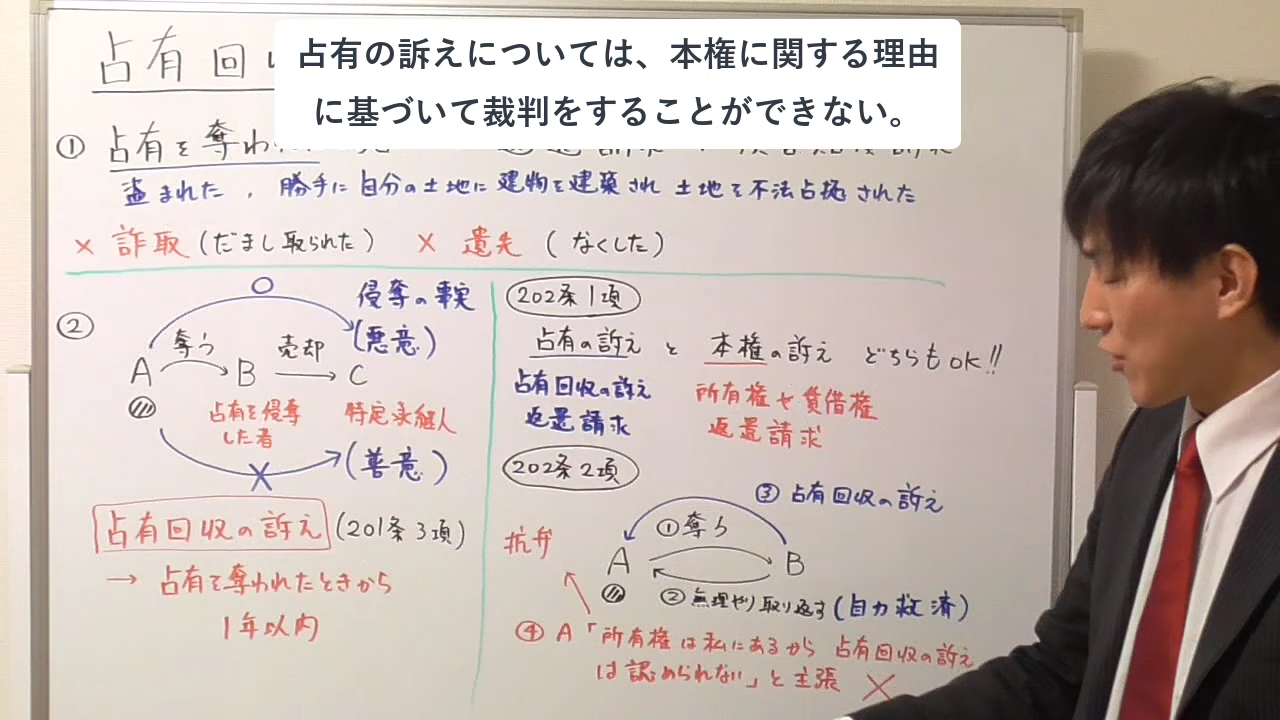 占有の訴えについては、本権に関する理由
に基づいて裁判をすることができない。
占有回
① 占有を奪わ
盗まれた , 勝手に自分の土地に建物を建築され 土地を不法占拠された
× 詐取 (だまし取られた) × 遺失 ( なくした)
②
○
侵奪の事実
(悪意)
奪う
売却
A B C
占有を侵奪
した者
特定承継人
×
(善意)
占有回収の訴え (201条3項)
→ 占有を奪われたときから
1年以内
202条1項
占有の訴え と 本権の訴え どちらもOK!!
占有回収の訴え
返還請求
所有権や賃借権
返還請求
202条2項
③ 占有回収の訴え
①奪う
抗弁
A B
② 無理やり取り返す (自力救済)
④ A「所有権は私にあるから 占有回収の訴え
は認められない」と主張 ×